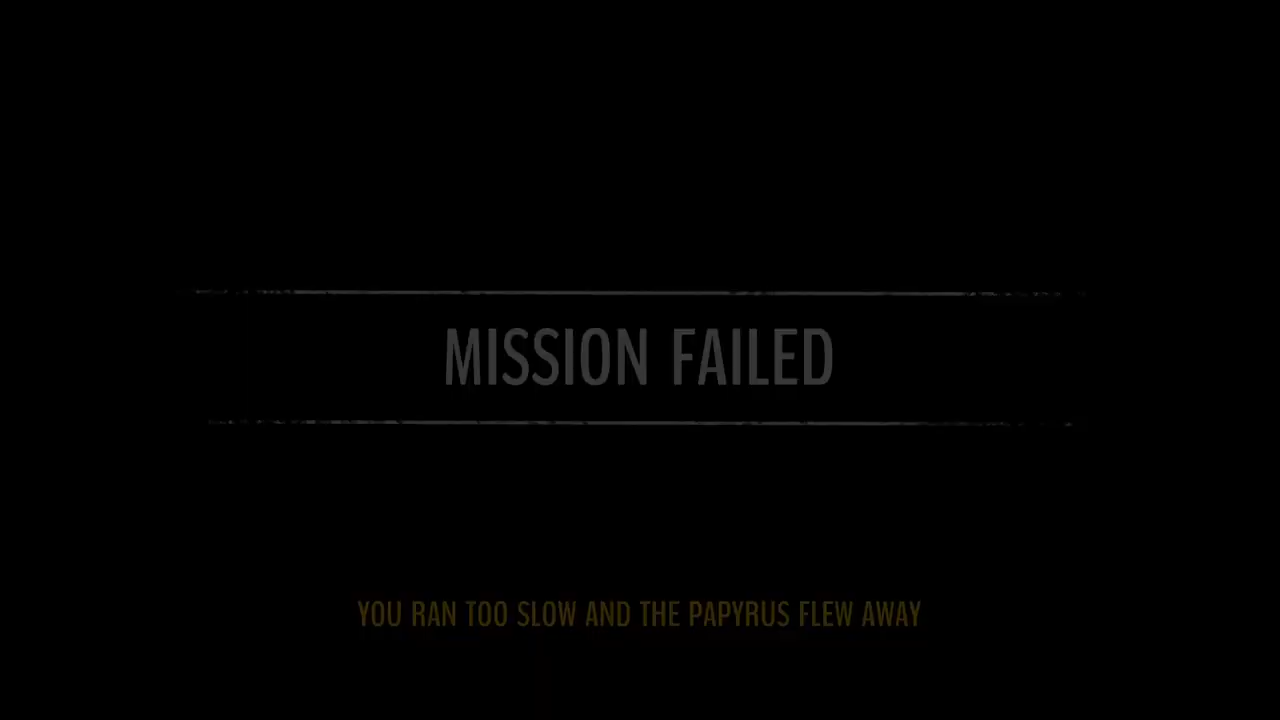 MISSION FAILED
YOU RAN TOO SLOW AND THE PAPYRUS FLEW AWAY